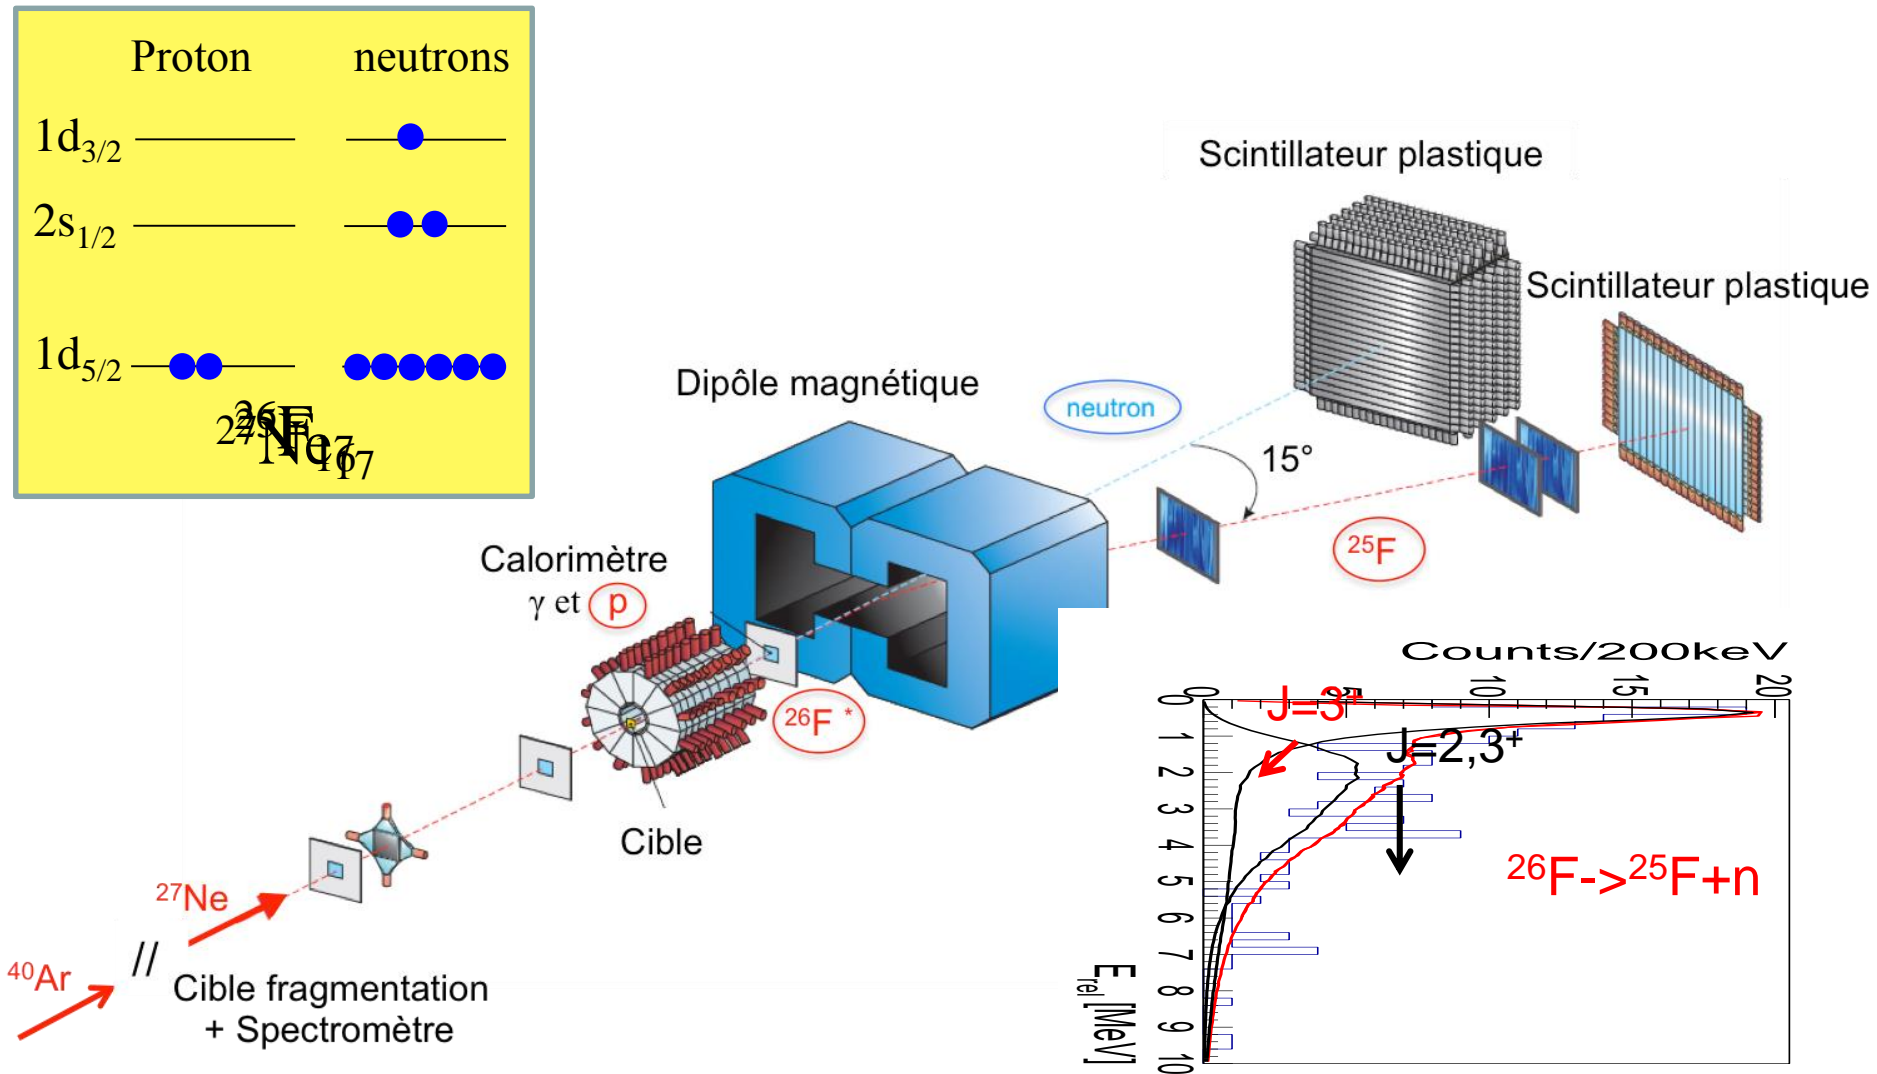 Proton neutrons
1d3/2
2s1/2
1d5/2
Scintillateur plastique
Scintillateur plastique
Dipôle magnétique
neutron
15°
25F
Calorimètre
γ et p
26F *
Cible
27Ne
40Ar
//
Cible fragmentation
+ Spectromètre
Counts/200keV
0 5 10 15 20
J=3+
J=2,3+
26F->25F+n
0 1 2 3 4 5 6 7 8 9 10
Erel [MeV]